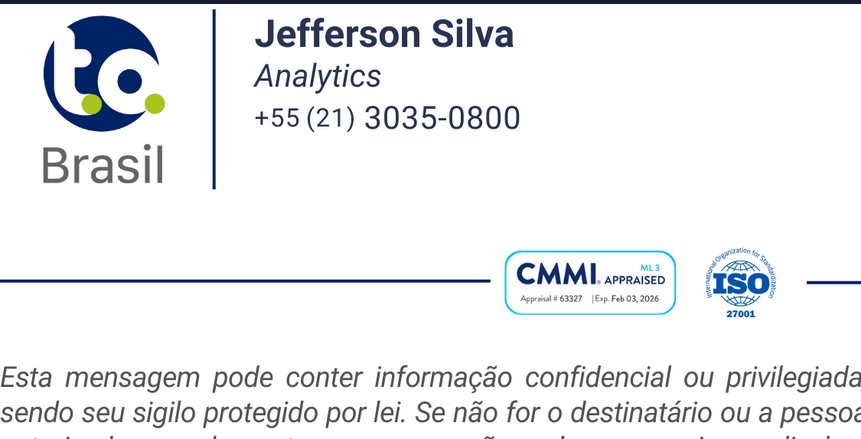 to.
Brasil
Jefferson Silva
Analytics
+55 (21) 3035-0800
CMMI® APPRAISED ML 3
Appraisal # 63327 | Exp. Feb 03, 2026
International Organization for Standardization
ISO
27001
Esta mensagem pode conter informação confidencial ou privilegiada
sendo seu sigilo protegido por lei. Se não for o destinatário ou a pessoa